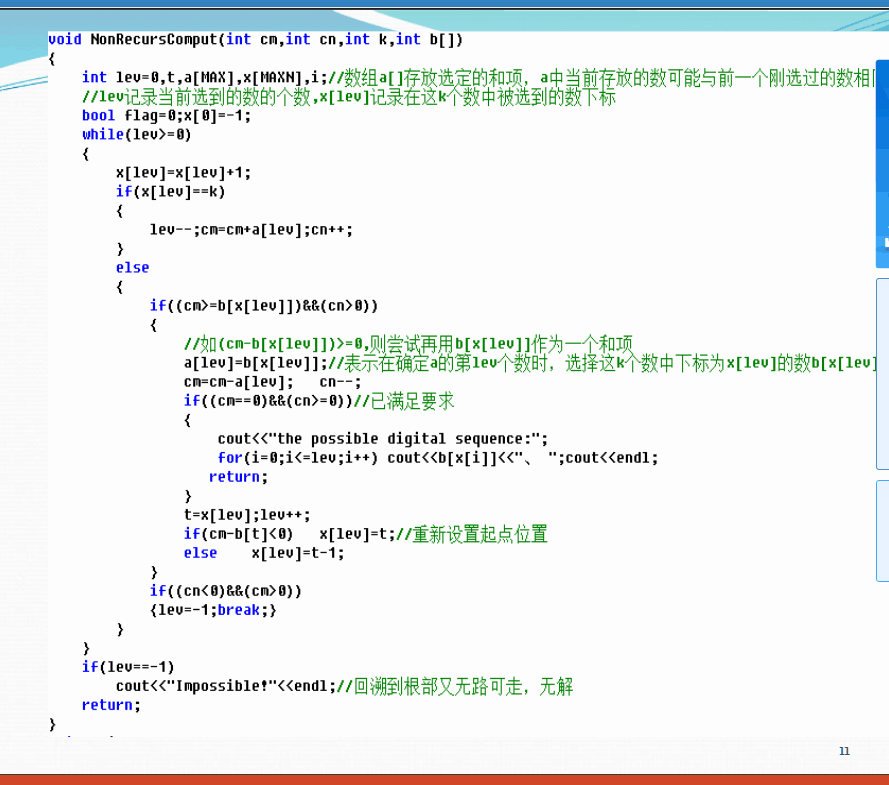 void NonRecursComput(int cm,int cn,int k,int b[])
{
int lev=0,t,a[MAX],x[MAXN],i;//数组a[]存放选定的和项，a中当前存放的数可能与前一个刚选过的数相
//lev记录当前选到的数的个数,x[lev]记录在这k个数中被选到的数下标
bool flag=0;x[0]=-1;
while(lev>=0)
{
x[lev]=x[lev]+1;
if(x[lev]==k)
{
lev--;cm=cm+a[lev];cn++;
}
else
{
if((cm>=b[x[lev]])&&(cn>0))
{
//如(cm-b[x[lev]])>=0,则尝试再用b[x[lev]]作为一个和项
a[lev]=b[x[lev]];//表示在确定a的第lev个数时，选择这k个数中下标为x[lev]的数b[x[lev]
cm=cm-a[lev]; cn--;
if((cm==0)&&(cn>=0))//已满足要求
{
cout<<"the possible digital sequence:";
for(i=0;i<=lev;i++) cout<<b[x[i]]<<"、 ";cout<<endl;
return;
}
t=x[lev];lev++;
if(cm-b[t]<0) x[lev]=t;//重新设置起点位置
else x[lev]=t-1;
}
if((cn<0)&&(cm>0))
{lev=-1;break;}
}
}
if(lev==-1)
cout<<"Impossible!"<<endl;//回溯到根部又无路可走，无解
return;
}
11